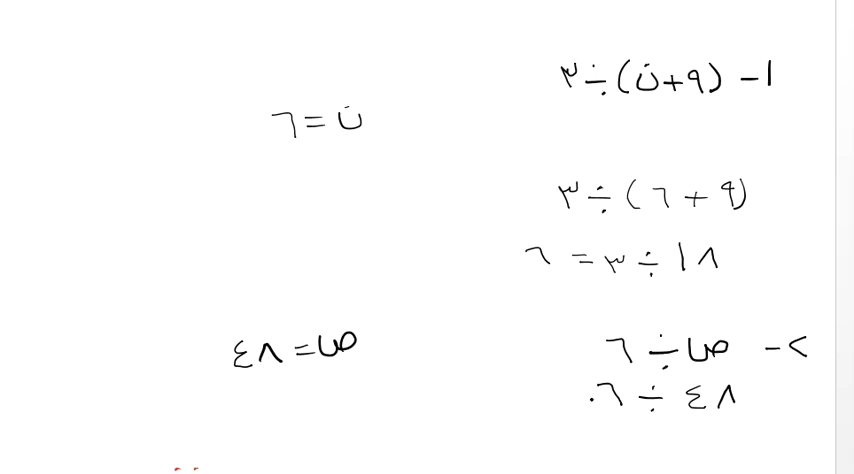 ١- (٩+ن)÷٣
ن=٦
(٩+٦)÷٣
١٨÷٣=٦
٢- ص÷٦
ص=٤٨
٤٨÷٦.